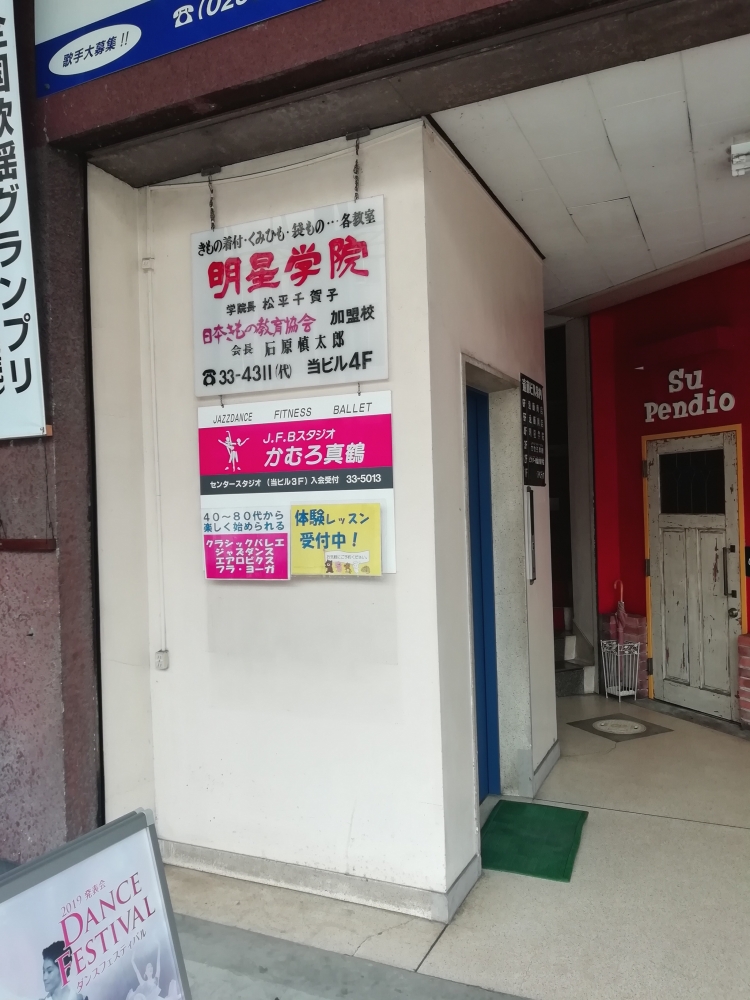 歌手大募集!!
全国歌謡グランプリ
きもの着付・くみひも・袋もの…各教室
明星学院
学院長 松平千賀子
日本きもの教育協会 加盟校
会長 石原慎太郎
☎33-4311(代) 当ビル4F
JAZZDANCE FITNESS BALLET
J.F.Bスタジオ
かむろ真鶴
センタースタジオ(当ビル3F)入会受付 33-5013
40〜80代から
楽しく始められる
クラシックバレエ
ジャズダンス
エアロビクス
フラ・ヨーガ
体験レッスン
受付中!
Su
Pendio
2019 発表会
DANCE
FESTIVAL
ダンスフェスティバル